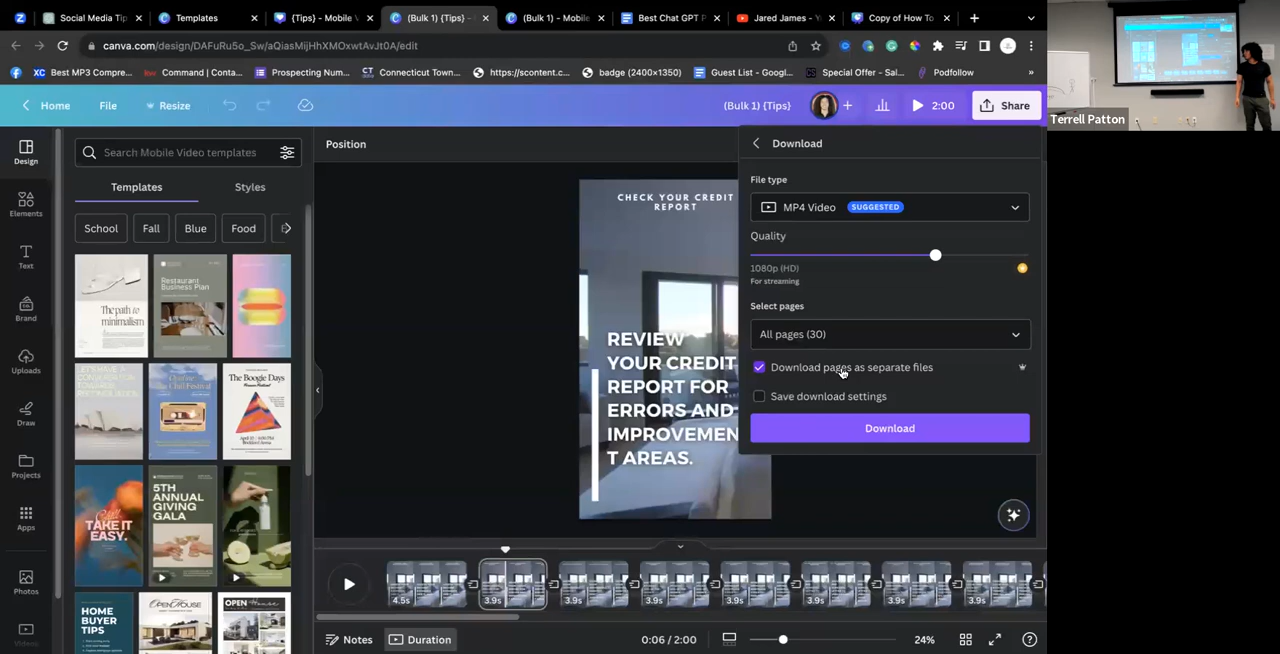 Social Media Tip
Templates
{Tips} - Mobile V
(Bulk 1) {Tips} -
(Bulk 1) - Mobile
Best Chat GPT P
Jared James - Y
Copy of How To
canva.com/design/DAFuRu5o_Sw/aQiasMijHhXMOxwtAvJt0A/edit
Best MP3 Compre...
Command | Conta...
Prospecting Num...
Connecticut Town...
https://scontent.c...
badge (2400×1350)
Guest List - Googl...
Special Offer - Sal...
Podfollow
»
Home
File
Resize
(Bulk 1) {Tips}
2:00
Share
Terrell Patton
Design
Elements
Text
Brand
Uploads
Draw
Projects
Apps
Photos
Videos
Search Mobile Video templates
Templates
Styles
School
Fall
Blue
Food
The path to
minimalism
Restaurant
Business Plan
The Boogie Days
TAKE IT
EASY.
5TH
ANNUAL
GIVING
GALA
HOME
BUYER
TIPS
OPEN HOUSE
OPEN House
Position
CHECK YOUR CREDIT
REPORT
REVIEW
YOUR CREDIT
REPORT FOR
ERRORS AND
IMPROVEMEN
T AREAS.
Download
File type
MP4 Video
SUGGESTED
Quality
1080p (HD)
For streaming
Select pages
All pages (30)
Download pages as separate files
Save download settings
Download
4.5s
3.9s
3.9s
3.9s
3.9s
3.9s
3.9s
3.9s
Notes
Duration
0:06 / 2:00
24%